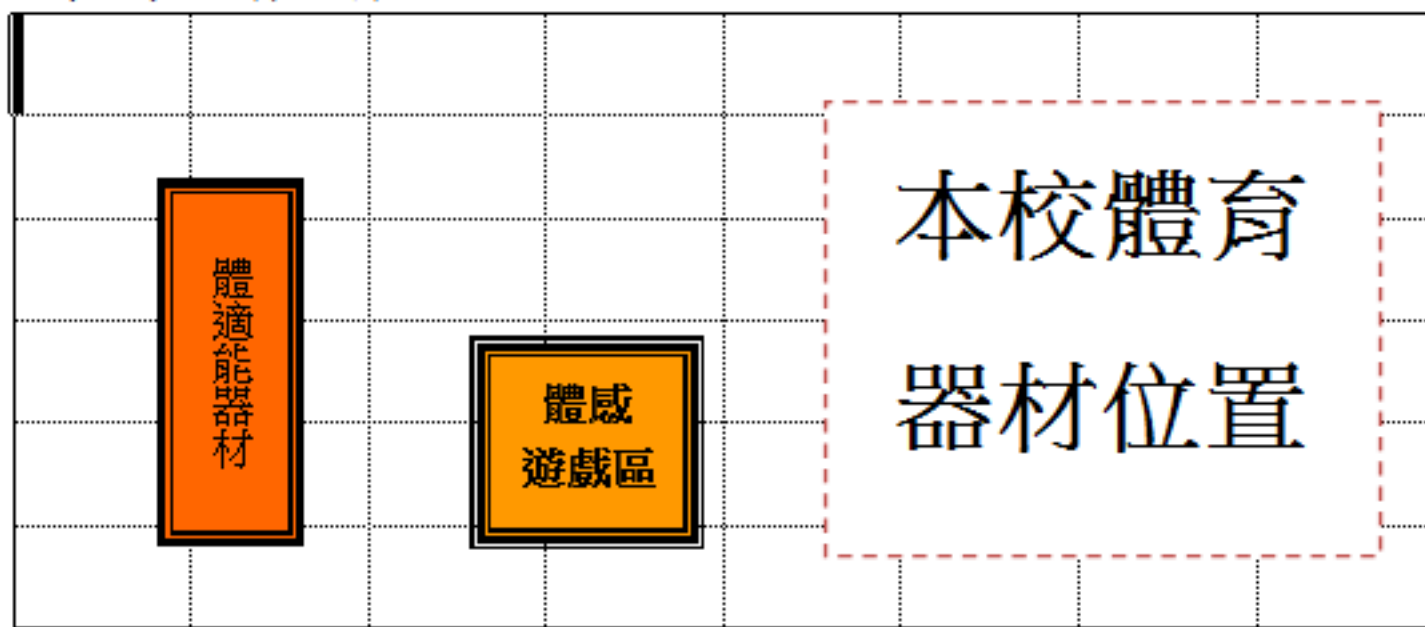 體適能器材
體感
遊戲區
本校體育
器材位置